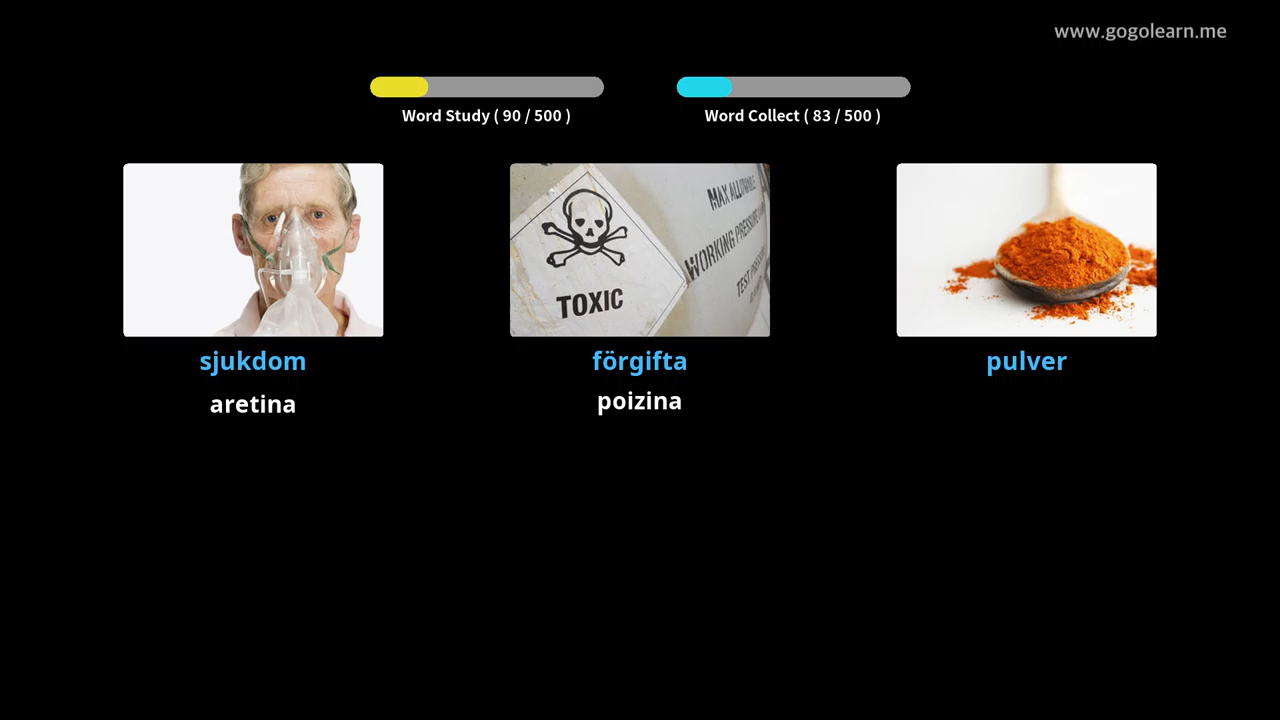 www.gogolearn.me
Word Study ( 90 / 500 )
Word Collect ( 83 / 500 )
TOXIC
MAX ALLOWABLE
WORKING PRESSURE
TEST PRESSURE
sjukdom
förgifta
pulver
aretina
poizina